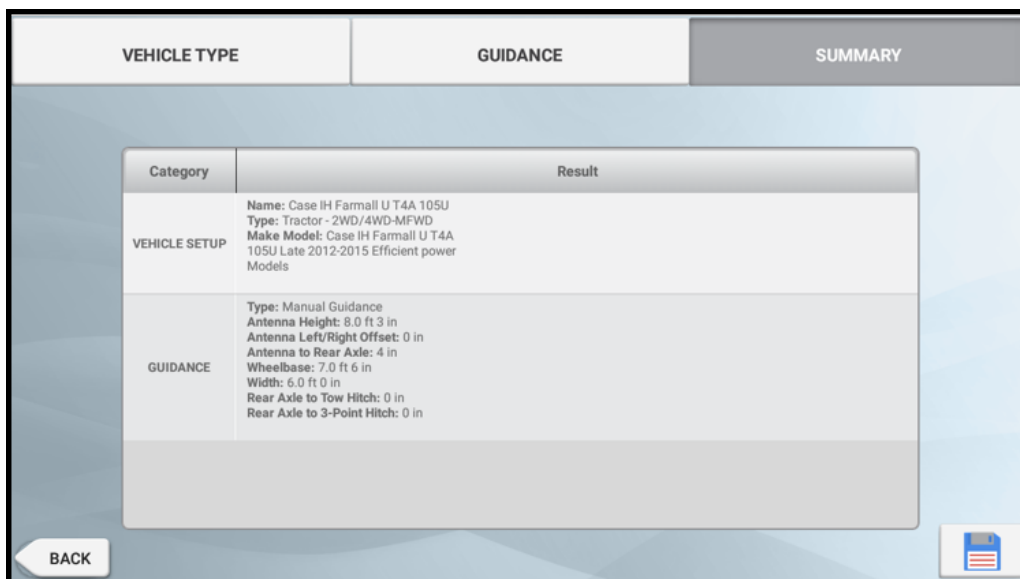 VEHICLE TYPE
GUIDANCE
SUMMARY
Category
Result
VEHICLE SETUP
Name: Case IH Farmall U T4A 105U
Type: Tractor - 2WD/4WD-MFWD
Make Model: Case IH Farmall U T4A
105U Late 2012-2015 Efficient power
Models
GUIDANCE
Type: Manual Guidance
Antenna Height: 8.0 ft 3 in
Antenna Left/Right Offset: 0 in
Antenna to Rear Axle: 4 in
Wheelbase: 7.0 ft 6 in
Width: 6.0 ft 0 in
Rear Axle to Tow Hitch: 0 in
Rear Axle to 3-Point Hitch: 0 in
BACK